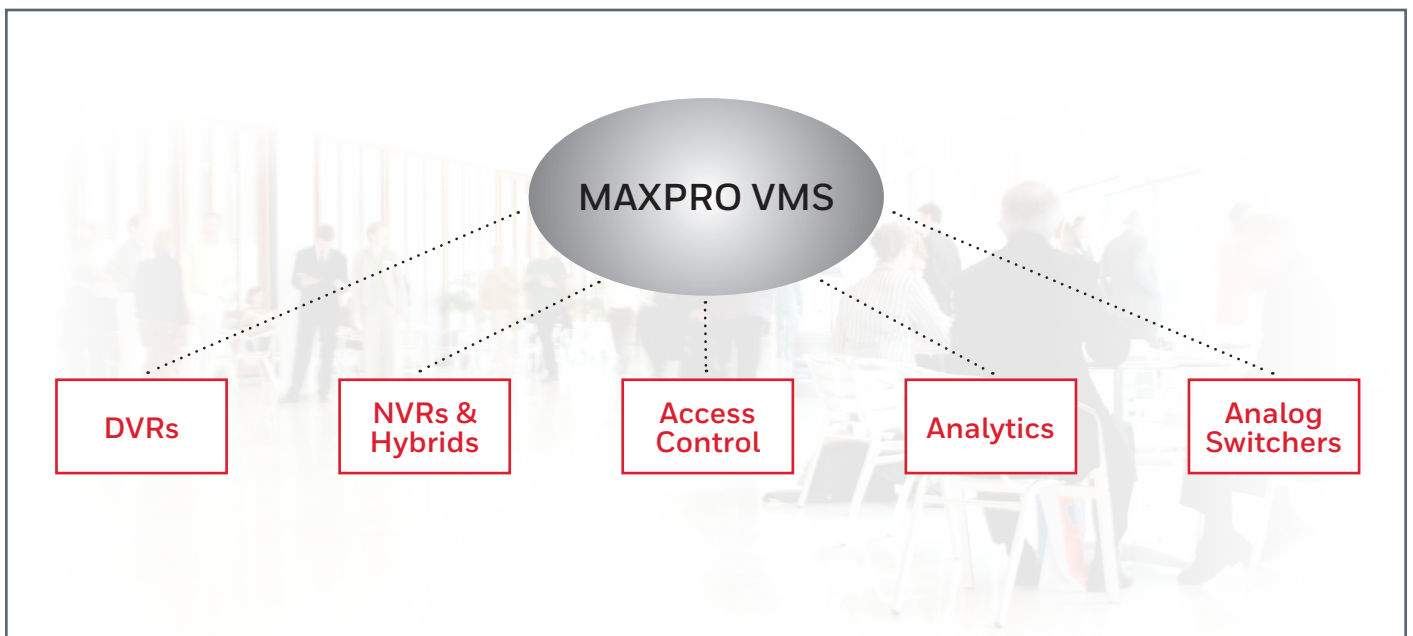 MAXPRO VMS
DVRs
NVRs &
Hybrids
Access
Control
Analytics
Analog
Switchers